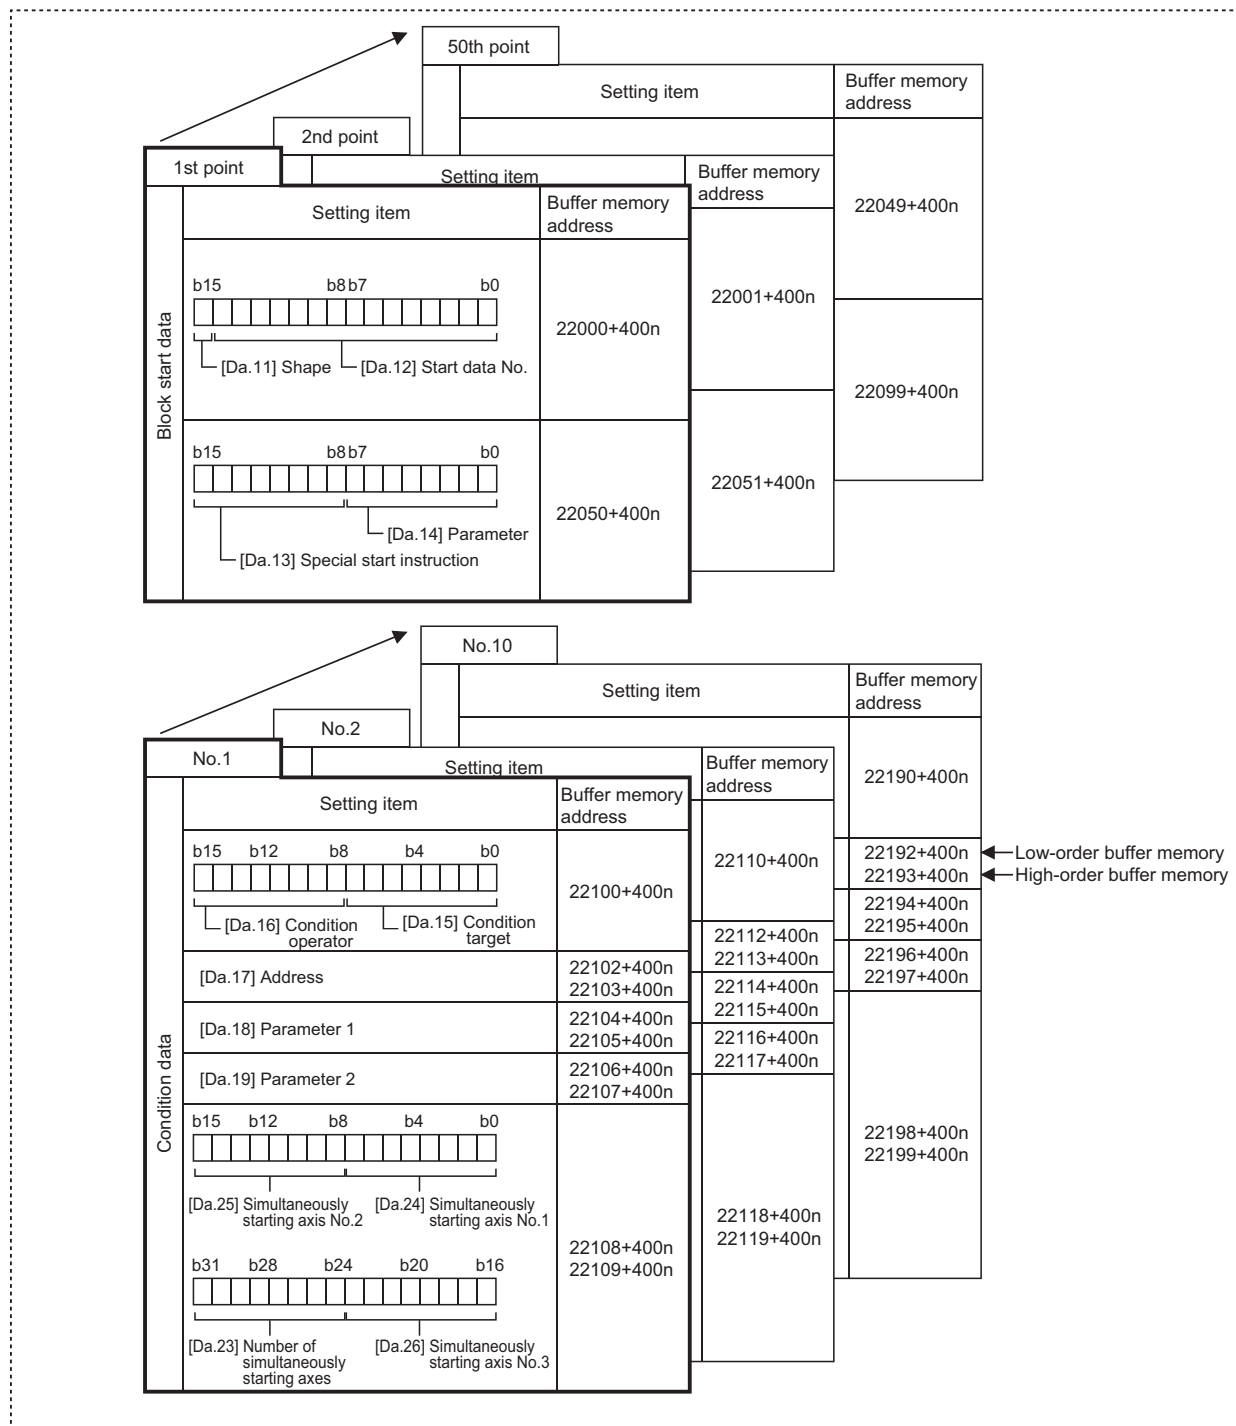 50th point
Setting item
Buffer memory
address
22049+400n
22099+400n
2nd point
Setting item
Buffer memory
address
22001+400n
22051+400n
1st point
Block start data
Setting item
Buffer memory
address
b15 b8 b7 b0
[Da.11] Shape [Da.12] Start data No.
22000+400n
b15 b8 b7 b0
[Da.14] Parameter
[Da.13] Special start instruction
22050+400n
No.10
Setting item
Buffer memory
address
22190+400n
22192+400n Low-order buffer memory
22193+400n High-order buffer memory
22194+400n
22195+400n
22196+400n
22197+400n
22198+400n
22199+400n
No.2
Setting item
Buffer memory
address
22110+400n
22112+400n
22113+400n
22114+400n
22115+400n
22116+400n
22117+400n
22118+400n
22119+400n
No.1
Condition data
Setting item
Buffer memory
address
b15 b12 b8 b4 b0
[Da.16] Condition
operator
[Da.15] Condition
target
22100+400n
[Da.17] Address
22102+400n
22103+400n
[Da.18] Parameter 1
22104+400n
22105+400n
[Da.19] Parameter 2
22106+400n
22107+400n
b15 b12 b8 b4 b0
[Da.25] Simultaneously
starting axis No.2
[Da.24] Simultaneously
starting axis No.1
22108+400n
22109+400n
b31 b28 b24 b20 b16
[Da.23] Number of
simultaneously
starting axes
[Da.26] Simultaneously
starting axis No.3